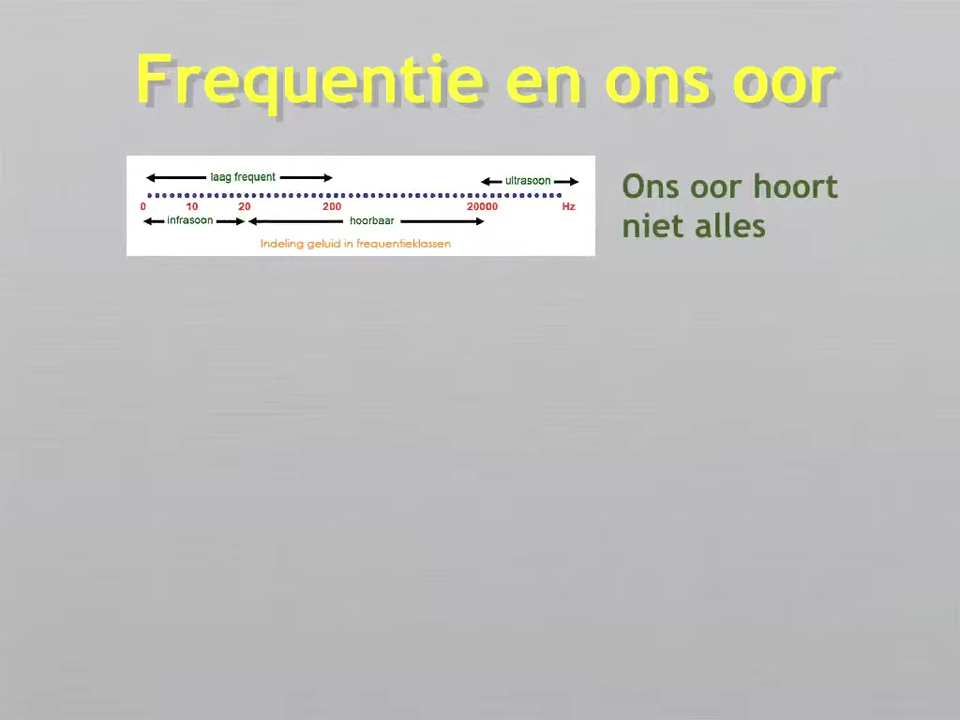 Frequentie en ons oor
laag frequent
ultrasoon
0 10 20 200 20000 Hz
infrasoon hoorbaar
Indeling geluid in frequentieklassen
Ons oor hoort
niet alles